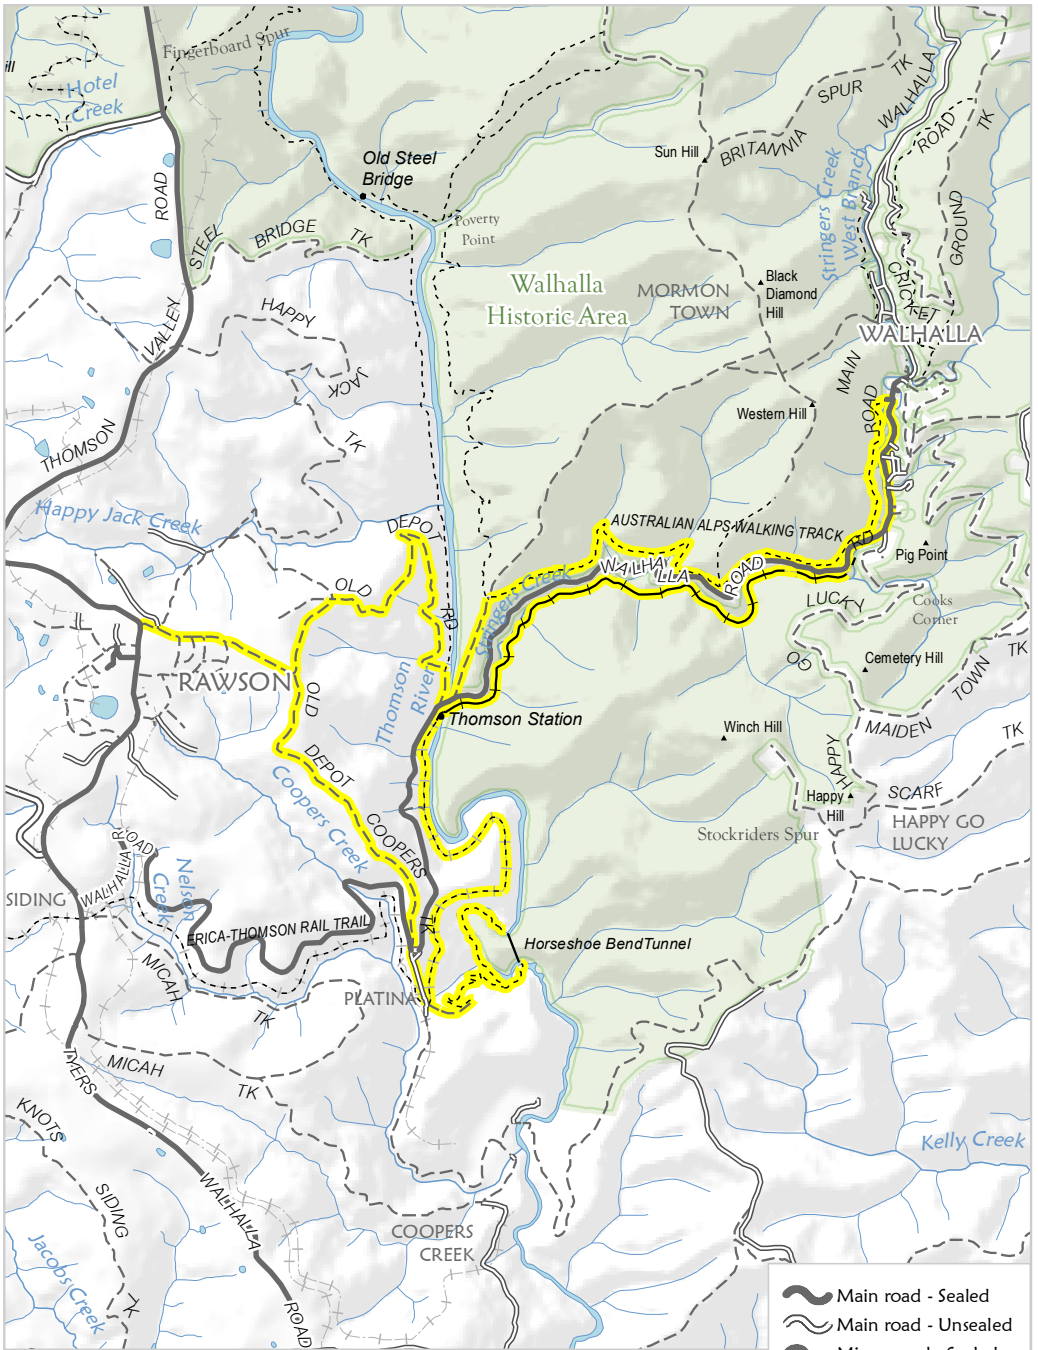 Fingerboard Spur
ill
Hotel
Creek
ROAD
Old Steel
Bridge
STEEL
BRIDGE
TK
Poverty
Point
Sun Hill
BRITANNIA
SPUR
TK
WALHALLA
ROAD
TK
Stringers Creek
West Branch
GROUND
CRICKET
Walhalla
Historic Area
MORMON
TOWN
Black
Diamond
Hill
WALHALLA
HAPPY
JACK
TK
VALLEY
THOMSON
MAIN
ROAD
Western Hill
Happy Jack Creek
DEPOT
OLD
RD
AUSTRALIAN ALPS WALKING TRACK
RD
Pig Point
Stringers Creek
WALHALLA
ROAD
LUCKY
Cooks
Corner
GO
Cemetery Hill
TOWN
TK
RAWSON
OLD
Thomson
River
Thomson Station
Winch Hill
MAIDEN
TK
HAPPY
DEPOT
Coopers Creek
COOPERS
TK
Happy
Hill
SCARF
HAPPY GO
LUCKY
Stockriders Spur
ROAD
WALHALLA
Nelson
Creek
SIDING
ERICA-THOMSON RAIL TRAIL
Horseshoe BendTunnel
MICAH
TK
PLATINA
TYERS
MICAH
TK
KNOTS
SIDING
TK
WALHALLA
ROAD
Jacobs Creek
COOPERS
CREEK
Kelly Creek
Main road - Sealed
Main road - Unsealed